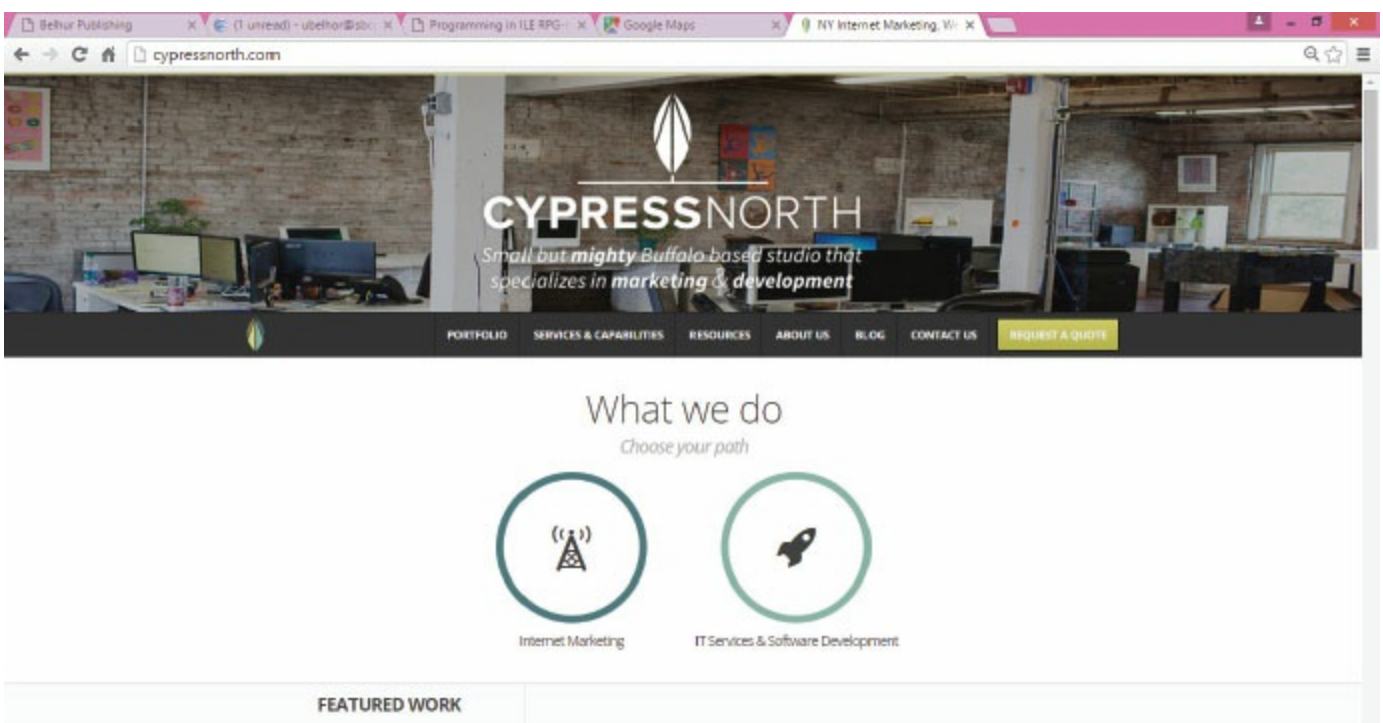 Belhur Publishing
(1 unread) - ubelhor@sbc
Programming in ILE RPG-
Google Maps
NY Internet Marketing, We
cypressnorth.com
CYPRESSNORTH
Small but mighty Buffalo based studio that
specializes in marketing & development
PORTFOLIO SERVICES & CAPABILITIES RESOURCES ABOUT US BLOG CONTACT US REQUEST A QUOTE
What we do
Choose your path
Internet Marketing IT Services & Software Development
FEATURED WORK